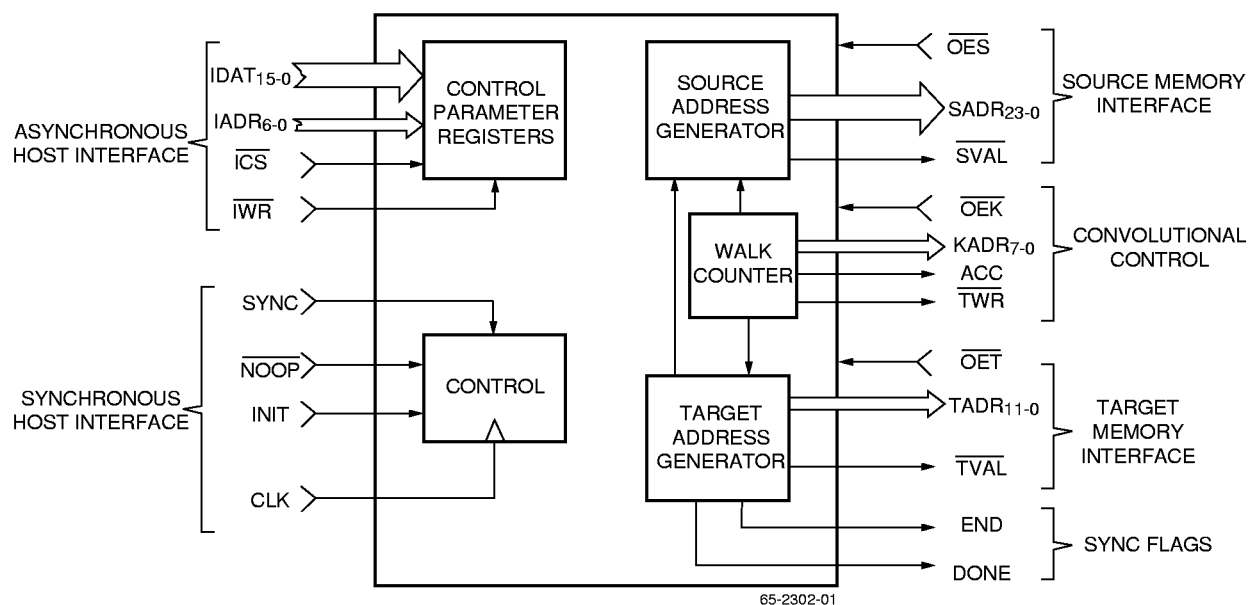 ASYNCHRONOUS
HOST INTERFACE
IDAT15-0
IADR6-0
ICS
IWR
CONTROL
PARAMETER
REGISTERS
SYNCHRONOUS
HOST INTERFACE
SYNC
NOOP
INIT
CLK
CONTROL
SOURCE
ADDRESS
GENERATOR
WALK
COUNTER
TARGET
ADDRESS
GENERATOR
OES
SADR23-0
SVAL
SOURCE MEMORY
INTERFACE
OEK
KADR7-0
ACC
TWR
CONVOLUTIONAL
CONTROL
OET
TADR11-0
TVAL
TARGET
MEMORY
INTERFACE
END
DONE
SYNC FLAGS
65-2302-01